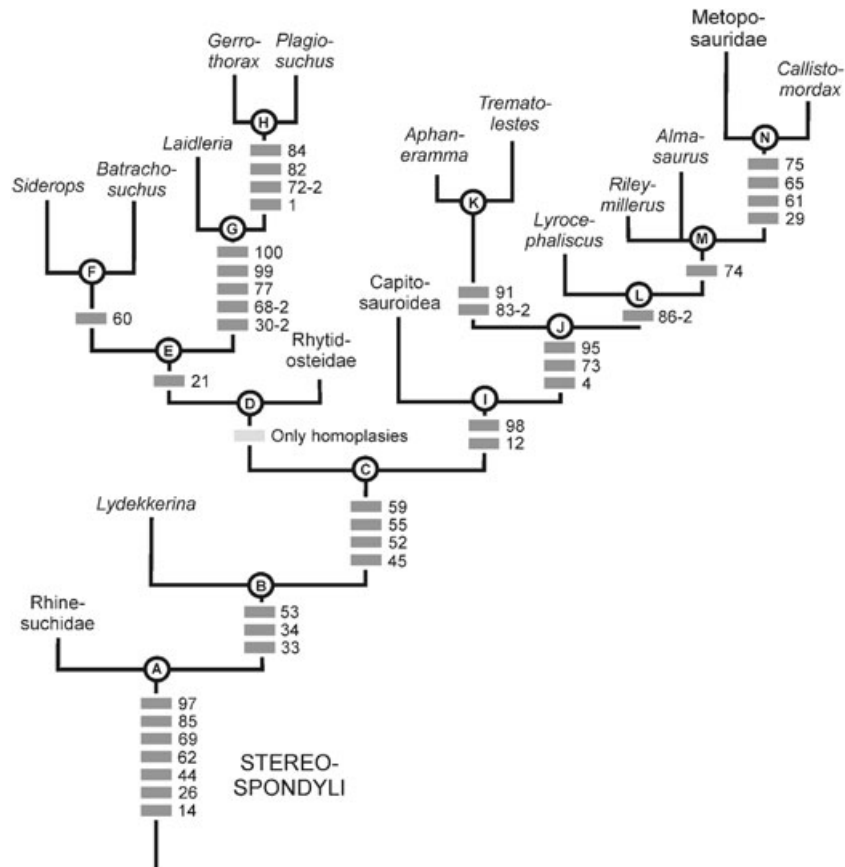 Metopo-
sauridae
Gerro-
thorax
Plagio-
suchus
Callisto-
mordax
Tremato-
lestes
Aphan-
eramma
Alma-
saurus
Laidleria
Siderops
Batracho-
suchus
Riley-
millerus
Lyroce-
phaliscus
H
N
84
82
72-2
1
75
65
61
29
K
G
M
F
100
99
77
68-2
30-2
74
Capito-
sauroidea
91
83-2
L
86-2
60
J
E
Rhytid-
osteidae
95
73
4
21
D
I
Only homoplasies
98
12
C
Lydekkerina
59
55
52
45
B
Rhine-
suchidae
53
34
33
A
97
85
69
62
44
26
14
STEREO-
SPONDYLI